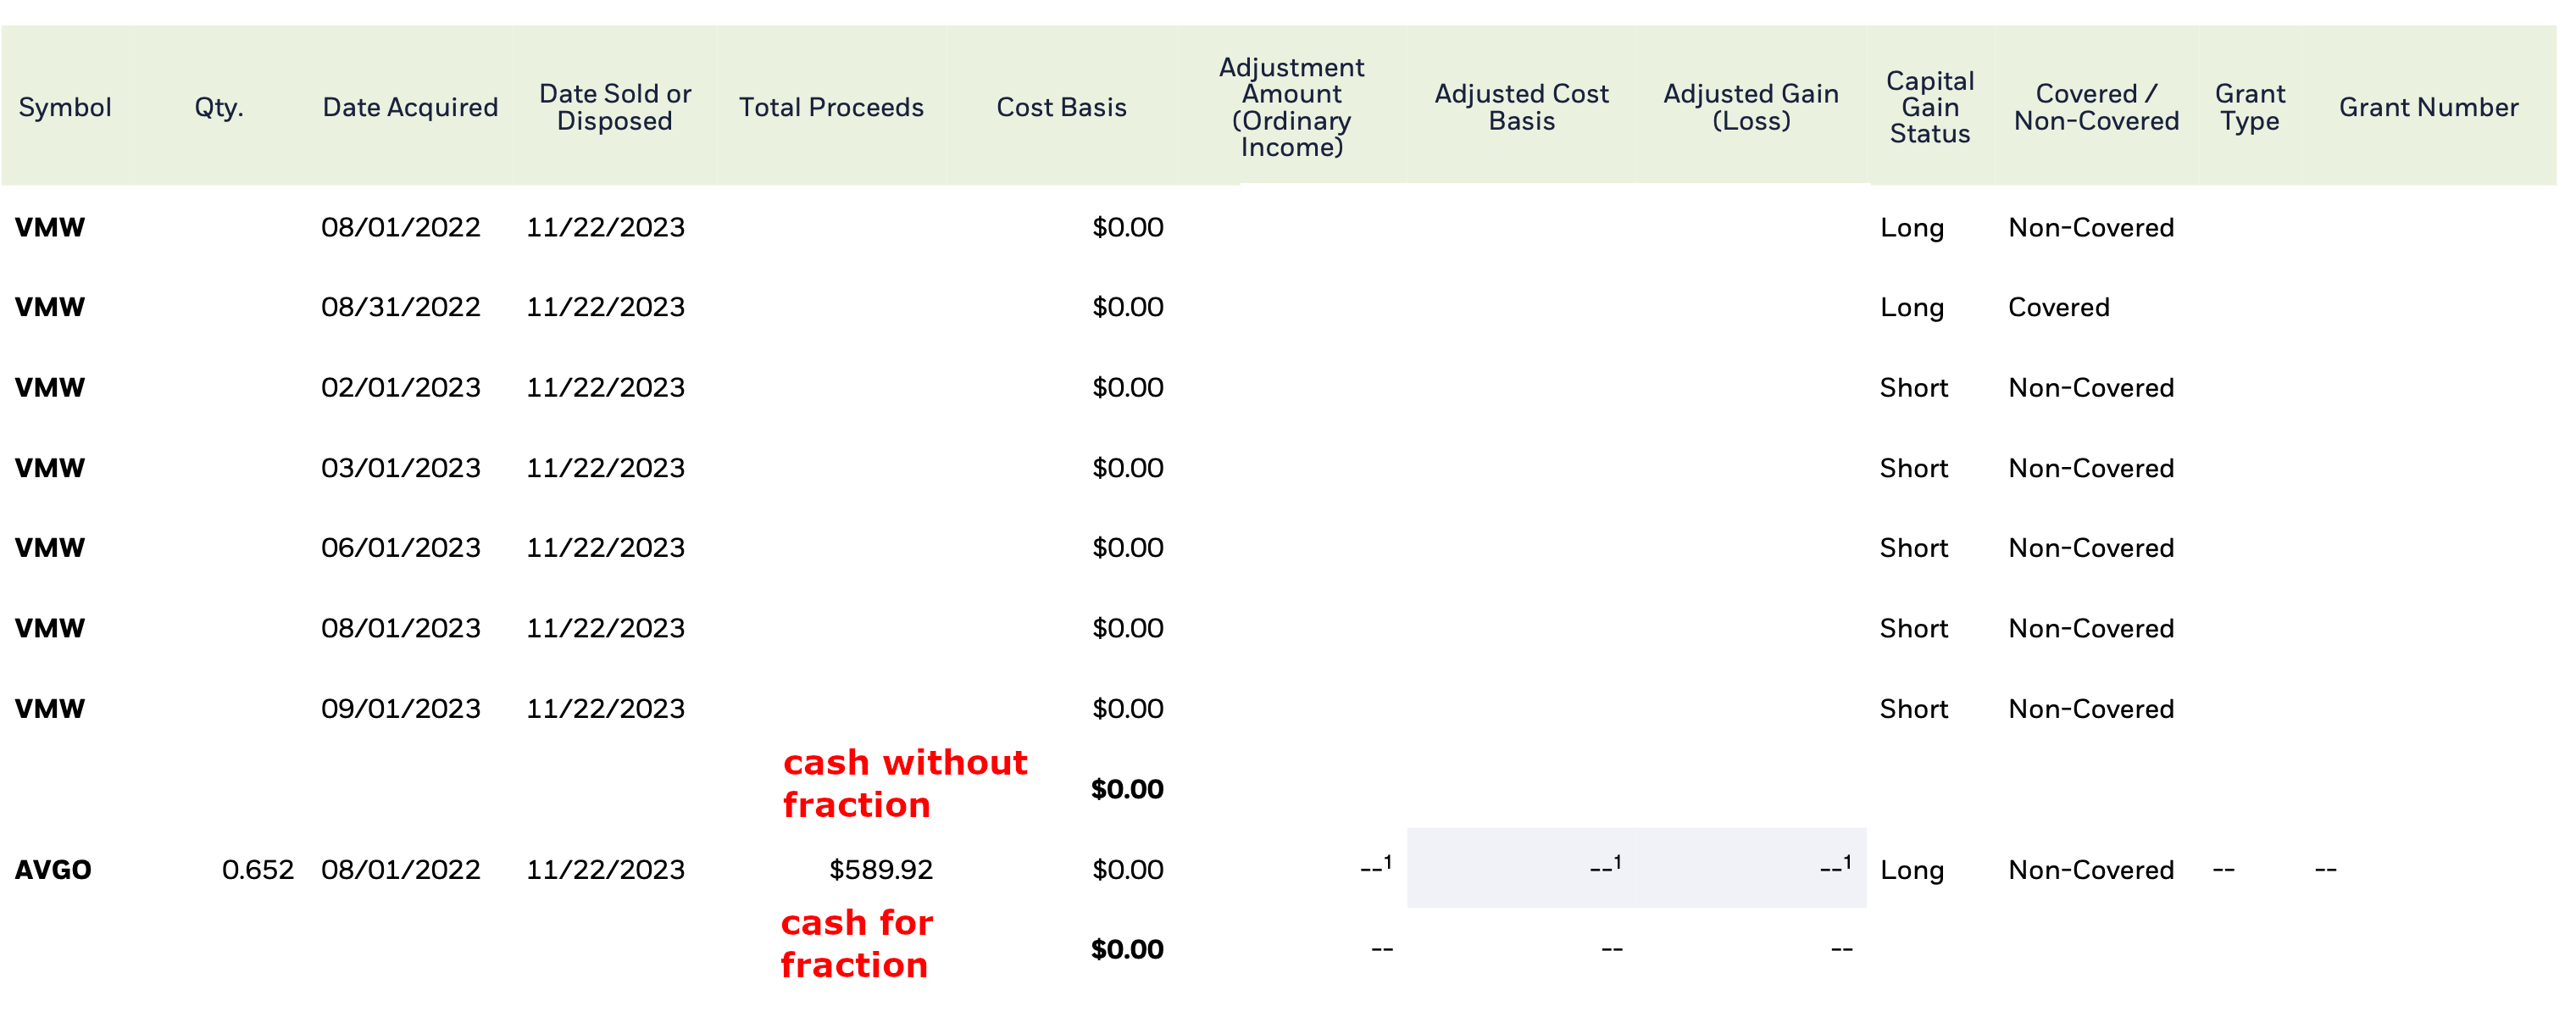 Symbol Qty. Date Acquired Date Sold or Disposed Total Proceeds Cost Basis Adjustment Amount (Ordinary Income) Adjusted Cost Basis Adjusted Gain (Loss) Capital Gain Status Covered / Non-Covered Grant Type Grant Number
VMW 08/01/2022 11/22/2023 $0.00 Long Non-Covered
VMW 08/31/2022 11/22/2023 $0.00 Long Covered
VMW 02/01/2023 11/22/2023 $0.00 Short Non-Covered
VMW 03/01/2023 11/22/2023 $0.00 Short Non-Covered
VMW 06/01/2023 11/22/2023 $0.00 Short Non-Covered
VMW 08/01/2023 11/22/2023 $0.00 Short Non-Covered
VMW 09/01/2023 11/22/2023 $0.00 Short Non-Covered
cash without
fraction
$0.00
AVGO 0.652 08/01/2022 11/22/2023 $589.92 $0.00 --1 --1 --1 Long Non-Covered -- --
cash for
fraction
$0.00 -- -- --